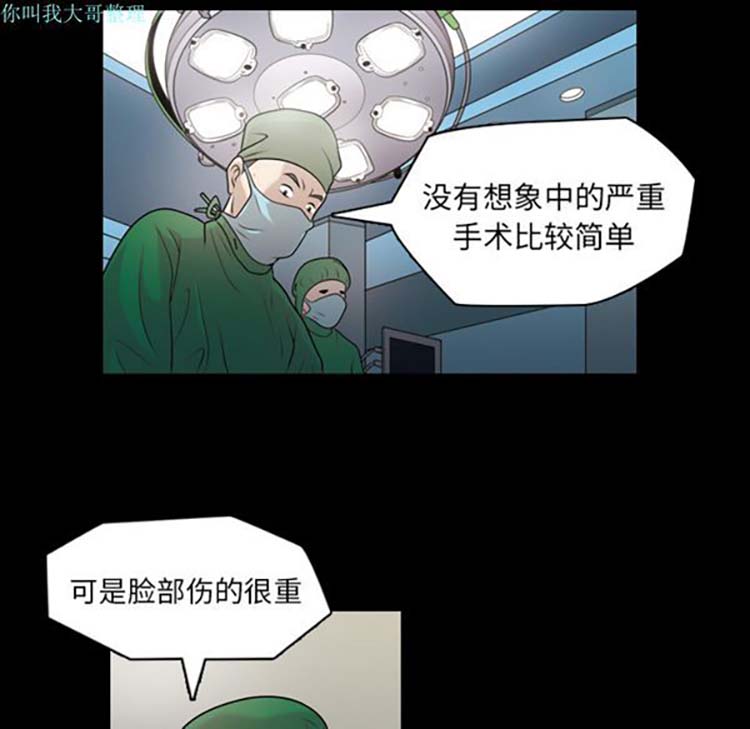 你叫我大哥整理
没有想象中的严重
手术比较简单
可是脸部伤的很重